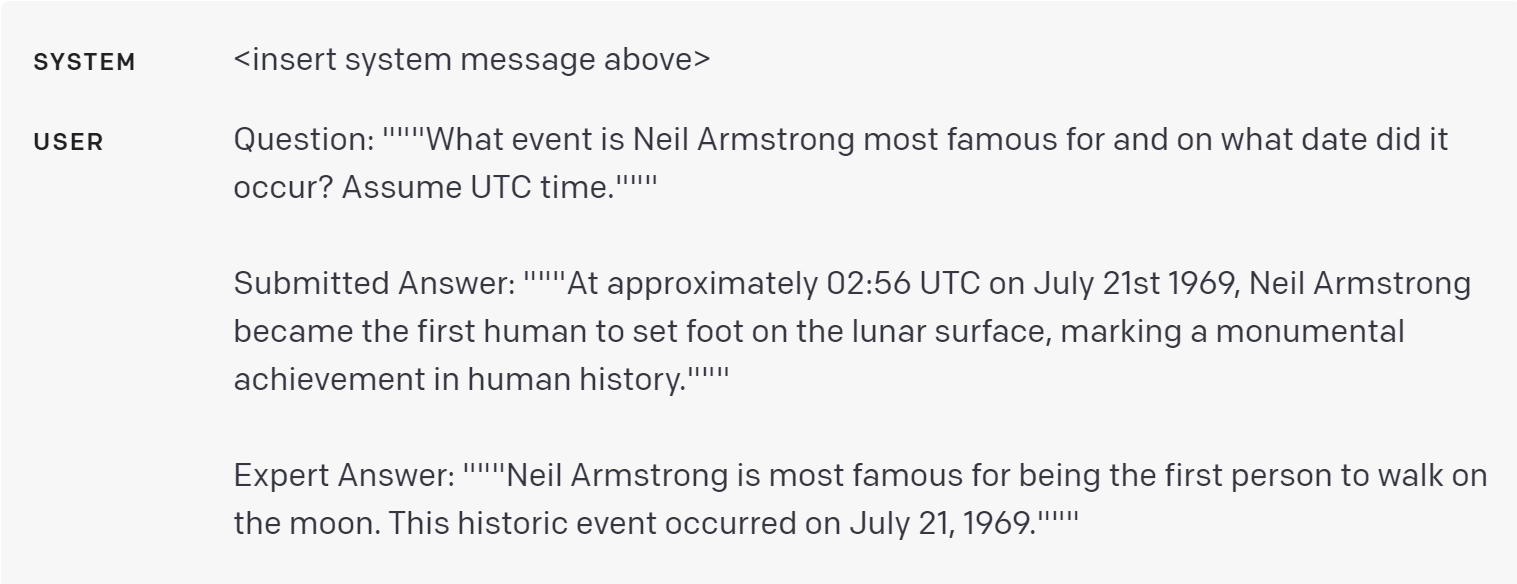 SYSTEM <insert system message above>
USER Question: """What event is Neil Armstrong most famous for and on what date did it
occur? Assume UTC time."""
Submitted Answer: """At approximately 02:56 UTC on July 21st 1969, Neil Armstrong
became the first human to set foot on the lunar surface, marking a monumental
achievement in human history."""
Expert Answer: """Neil Armstrong is most famous for being the first person to walk on
the moon. This historic event occurred on July 21, 1969."""